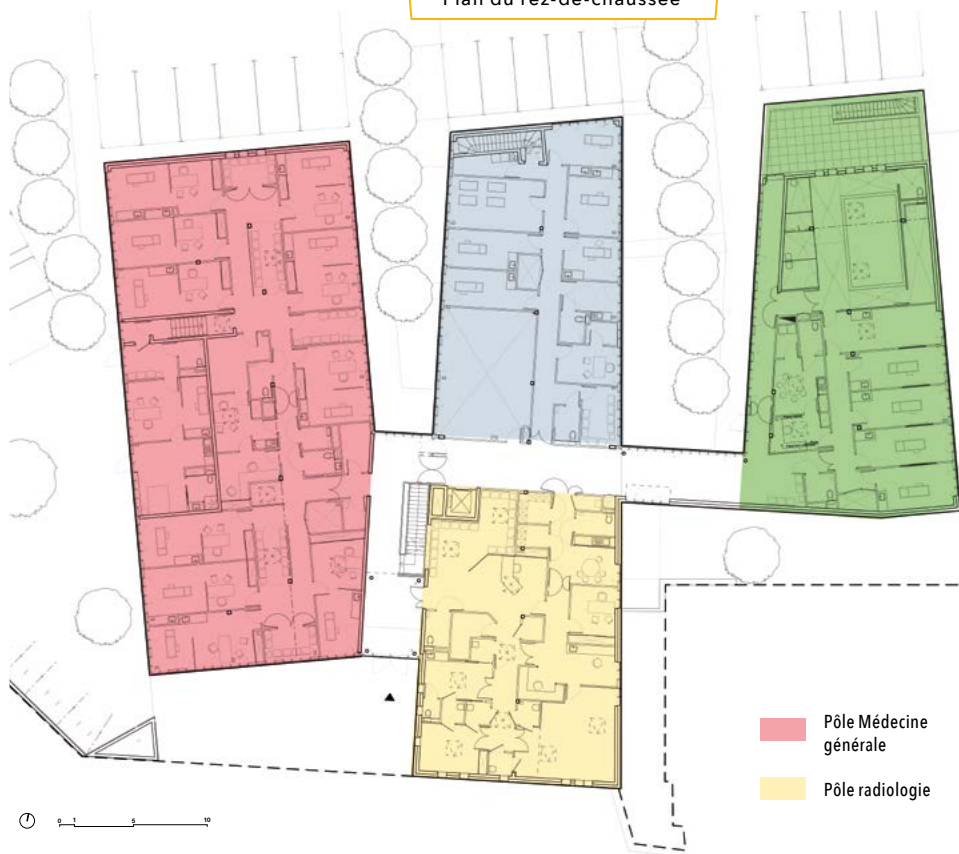 Plan du rez-de-chaussée
Pôle Médecine
générale
Pôle radiologie
0 1 5 10